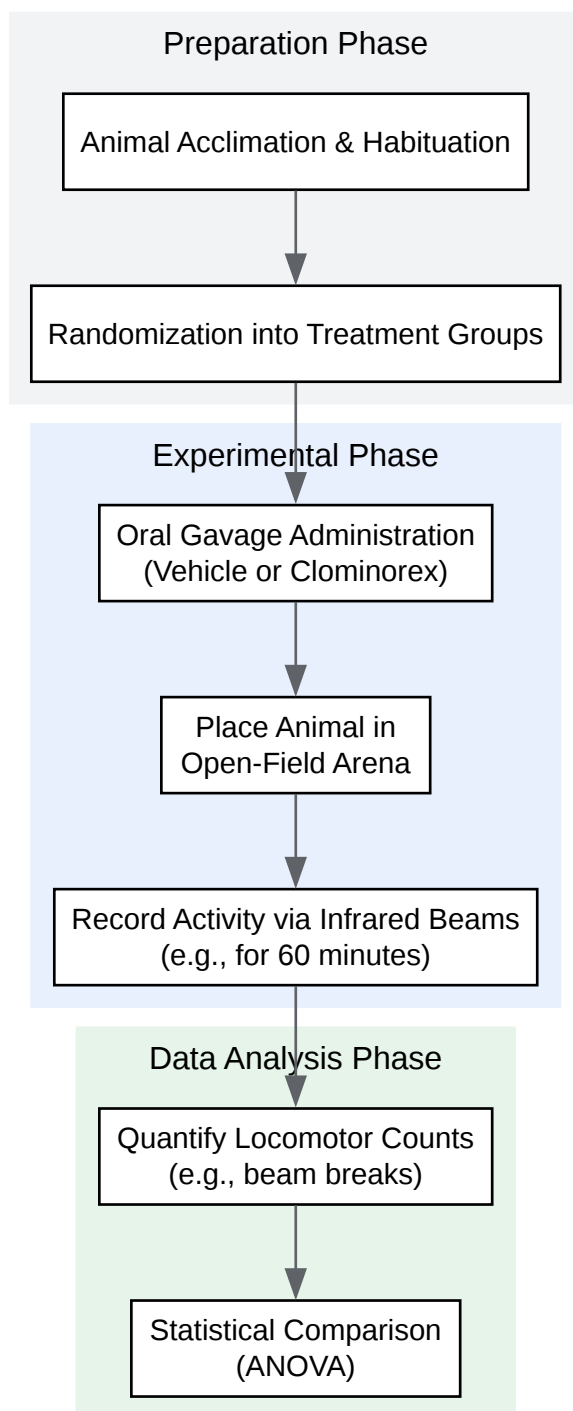 Preparation Phase
Animal Acclimation & Habituation
Randomization into Treatment Groups
Experimental Phase
Oral Gavage Administration
(Vehicle or Clominorex)
Place Animal in
Open-Field Arena
Record Activity via Infrared Beams
(e.g., for 60 minutes)
Data Analysis Phase
Quantify Locomotor Counts
(e.g., beam breaks)
Statistical Comparison
(ANOVA)